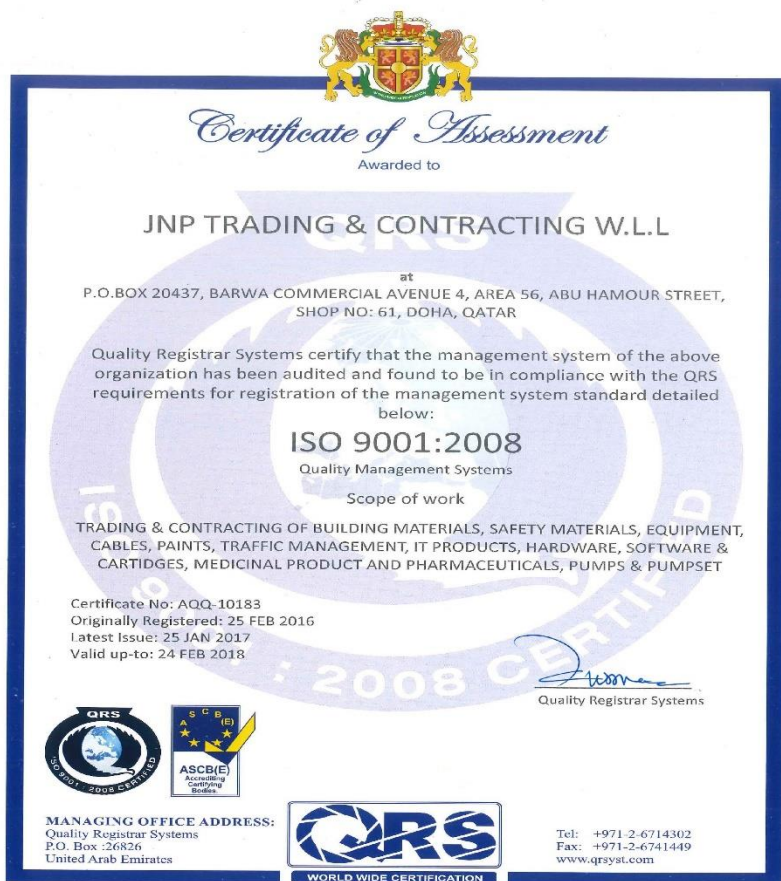 Certificate of Assessment
Awarded to
JNP TRADING & CONTRACTING W.L.L
at
P.O.BOX 20437, BARWA COMMERCIAL AVENUE 4, AREA 56, ABU HAMOUR STREET,
SHOP NO: 61, DOHA, QATAR
Quality Registrar Systems certify that the management system of the above
organization has been audited and found to be in compliance with the QRS
requirements for registration of the management system standard detailed
below:
ISO 9001:2008
Quality Management Systems
Scope of work
TRADING & CONTRACTING OF BUILDING MATERIALS, SAFETY MATERIALS, EQUIPMENT,
CABLES, PAINTS, TRAFFIC MANAGEMENT, IT PRODUCTS, HARDWARE, SOFTWARE &
CARTIDGES, MEDICINAL PRODUCT AND PHARMACEUTICALS, PUMPS & PUMPSET
Certificate No: AQQ-10183
Originally Registered: 25 FEB 2016
Latest Issue: 25 JAN 2017
Valid up-to: 24 FEB 2018
Quality Registrar Systems
QRS
ISO 9001 : 2008 CERTIFIED
QRS
ISO 9001 : 2008 CERTIFIED
ASCB(E)
ASCB(E)
Accrediting
Certifying
Bodies.
MANAGING OFFICE ADDRESS:
Quality Registrar Systems
P.O. Box :26826
United Arab Emirates
QRS
WORLD WIDE CERTIFICATION
Tel: +971-2-6714302
Fax: +971-2-6741449
www.qrsyst.com